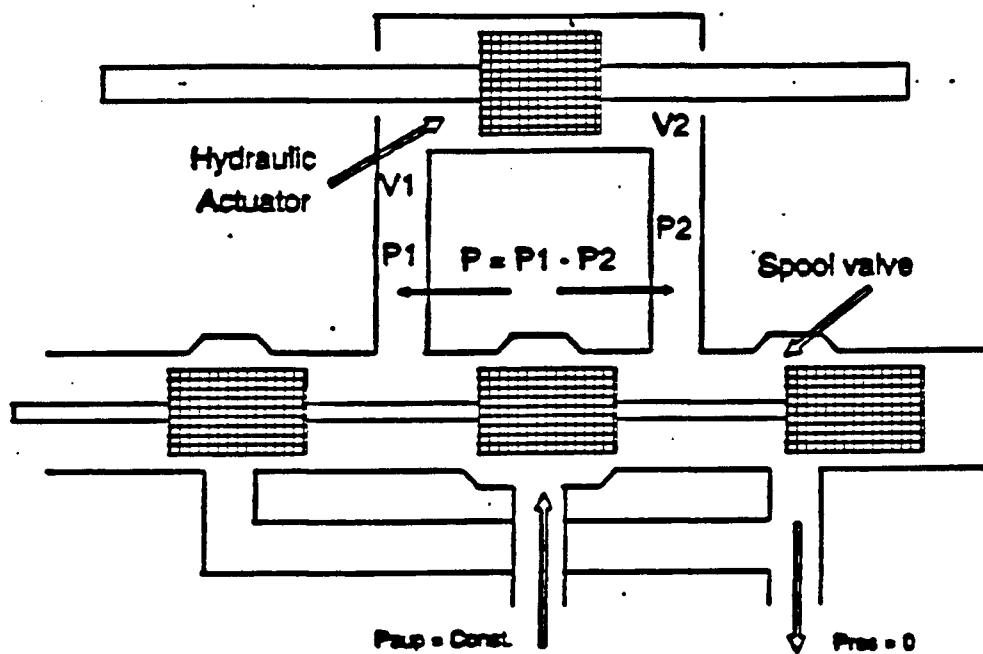 V2
Hydraulic
Actuator
V1
P1
P = P1 - P2
P2
Spool valve
Psup = Const.
Pres = 0